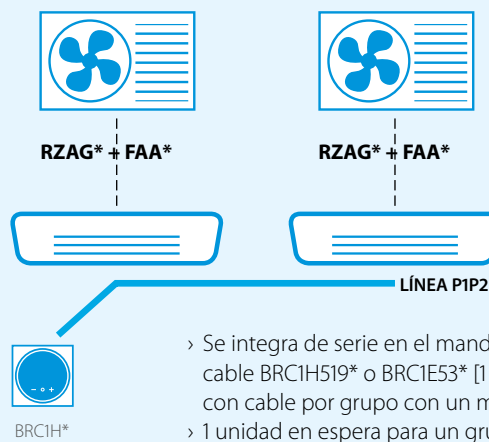 RZAG* + FAA* RZAG* + FAA*
LÍNEA P1P2
› Se integra de serie en el mand
cable BRC1H519* o BRC1E53* [1
con cable por grupo con un m
BRC1H*
› 1 unidad en espera para un gru